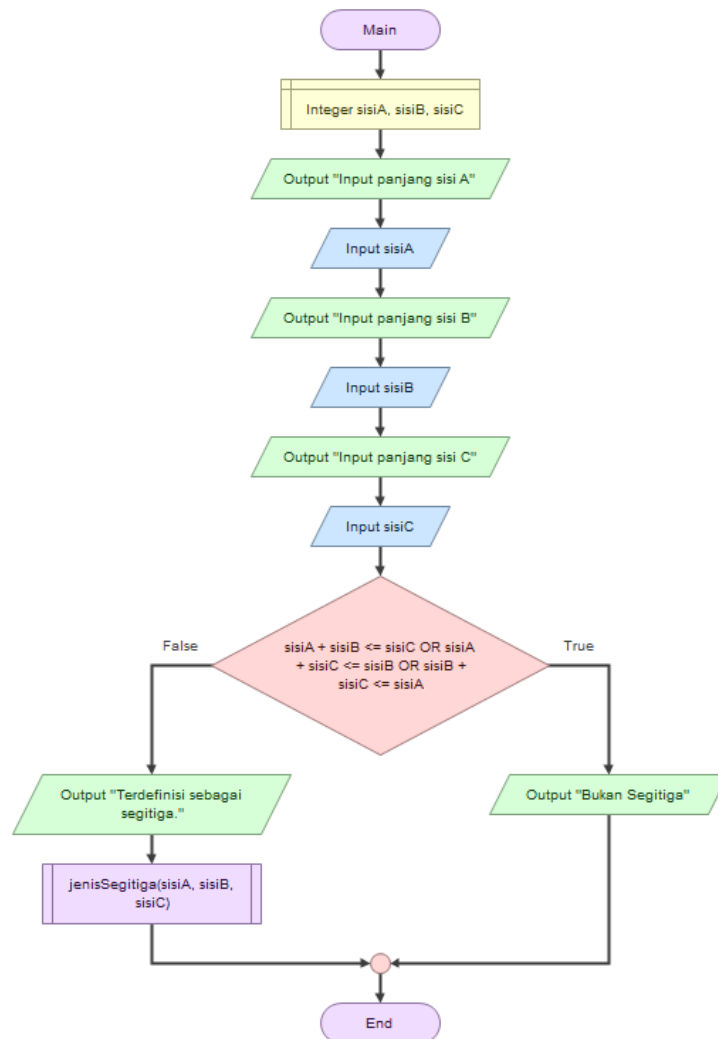 Main
Integer sisiA, sisiB, sisiC
Output "Input panjang sisi A"
Input sisiA
Output "Input panjang sisi B"
Input sisiB
Output "Input panjang sisi C"
Input sisiC
False
True
sisiA + sisiB <= sisiC OR sisiA
+ sisiC <= sisiB OR sisiB +
sisiC <= sisiA
Output "Terdefinisi sebagai
segitiga."
Output "Bukan Segitiga"
jenisSegitiga(sisiA, sisiB,
sisiC)
End